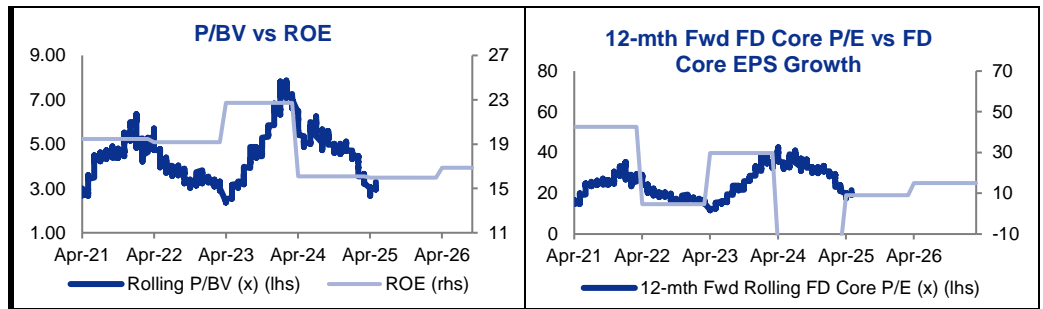 P/BV vs ROE
9.00
7.00
5.00
3.00
1.00
27
23
19
15
11
Apr-21 Apr-22 Apr-23 Apr-24 Apr-25 Apr-26
Rolling P/BV (x) (lhs) ROE (rhs)
12-mth Fwd FD Core P/E vs FD
Core EPS Growth
80
60
40
20
0
70
50
30
10
-10
Apr-21 Apr-22 Apr-23 Apr-24 Apr-25 Apr-26
12-mth Fwd Rolling FD Core P/E (x) (lhs)